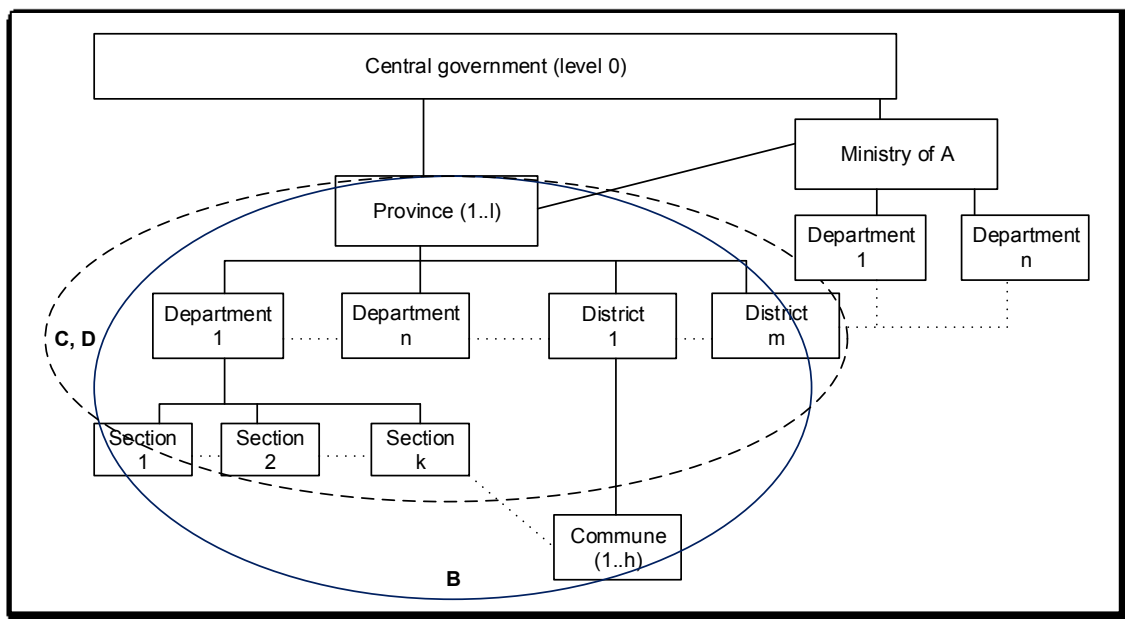 Central government (level 0)
Ministry of A
Province (1..l)
Department
1
Department
n
Department
1
Department
n
District
1
District
m
C, D
Section
1
Section
2
Section
k
Commune
(1..h)
B